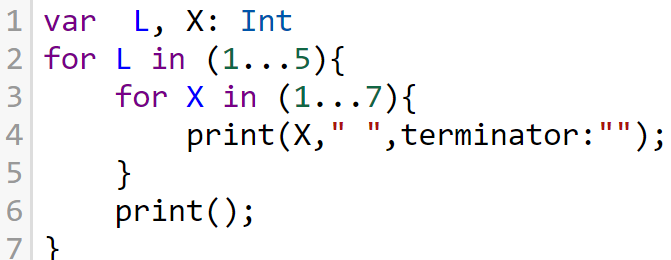 1 var  L, X: Int
2 for L in (1...5){
3     for X in (1...7){
4         print(X," ",terminator:"");
5     }
6     print();
7 }